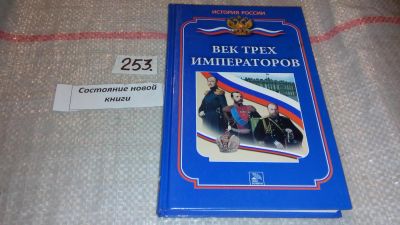 ИСТОРИЯ РОССИИ
ВЕК ТРЕХ
ИМПЕРАТОРОВ
253.
Состояние новой
книги